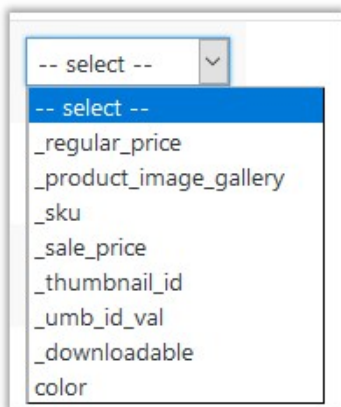 -- select --
-- select --
_regular_price
_product_image_gallery
_sku
_sale_price
_thumbnail_id
_umb_id_val
_downloadable
color